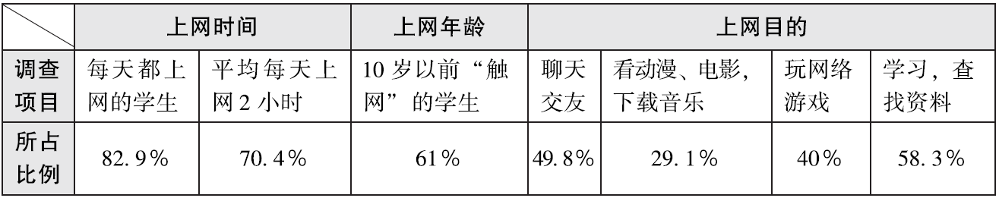 上网时间 上网年龄 上网目的
调查项目 每天都上网的学生 平均每天上网2小时 10岁以前“触网”的学生 聊天交友 看动漫、电影，下载音乐 玩网络游戏 学习，查找资料
所占比例 82.9% 70.4% 61% 49.8% 29.1% 40% 58.3%